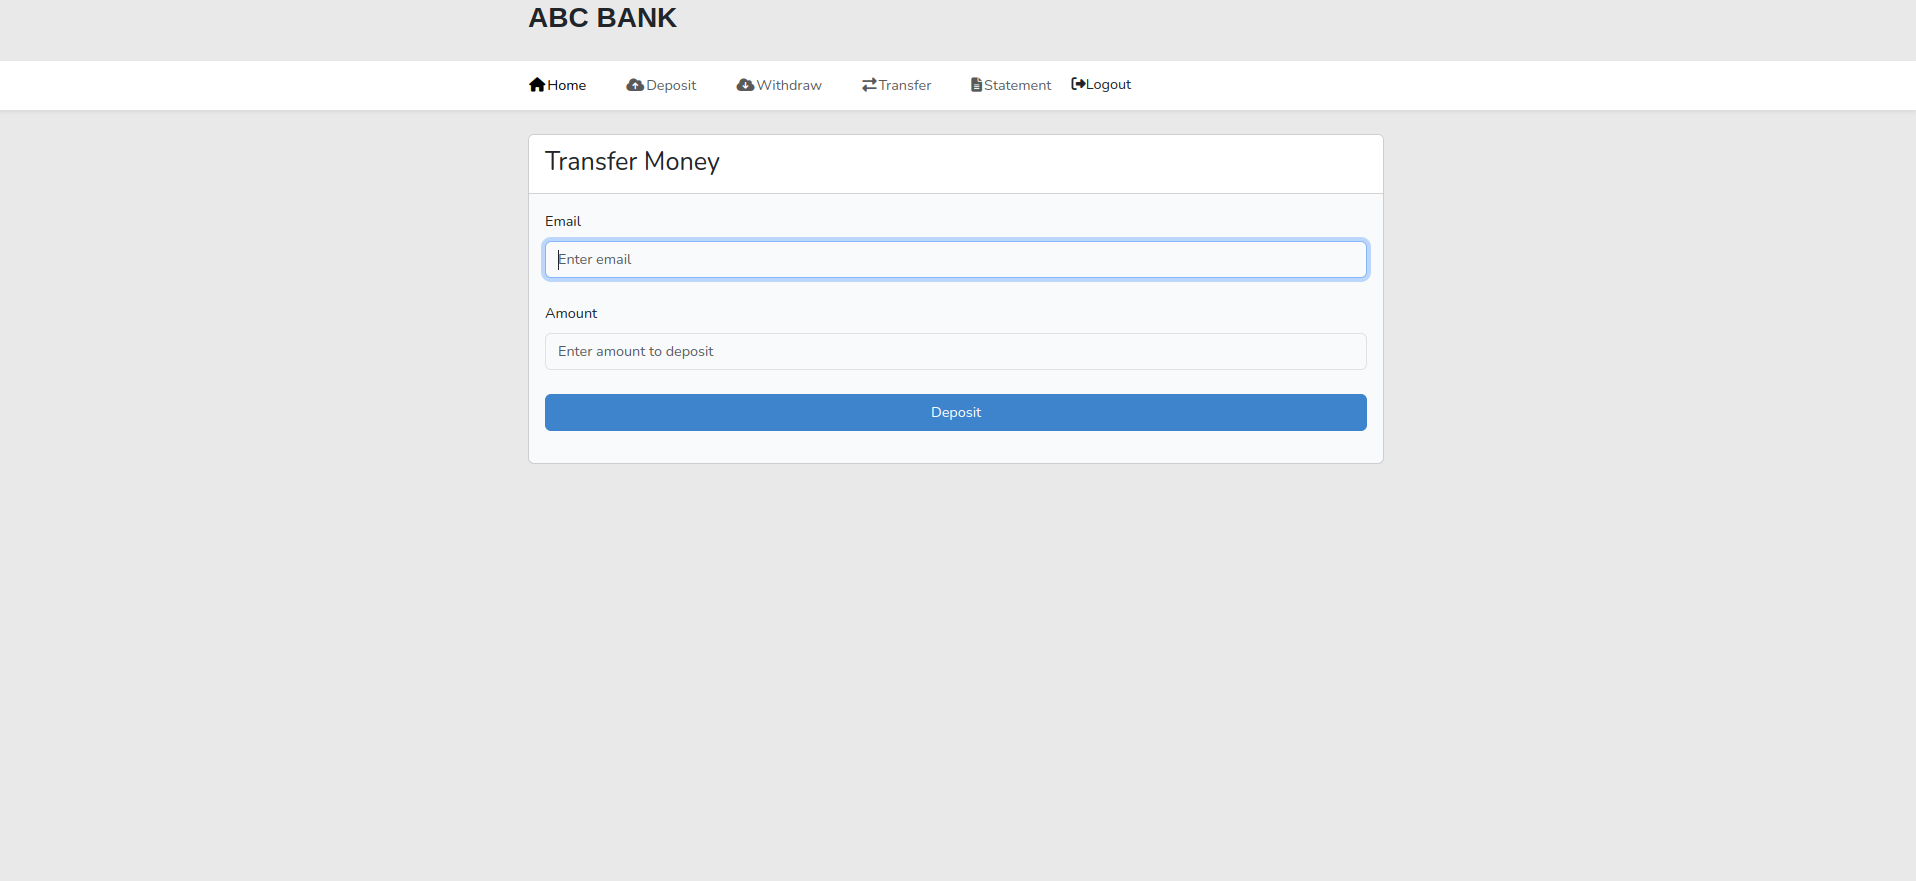 ABC BANK
Home Deposit Withdraw Transfer Statement Logout
Transfer Money
Email
Enter email
Amount
Enter amount to deposit
Deposit